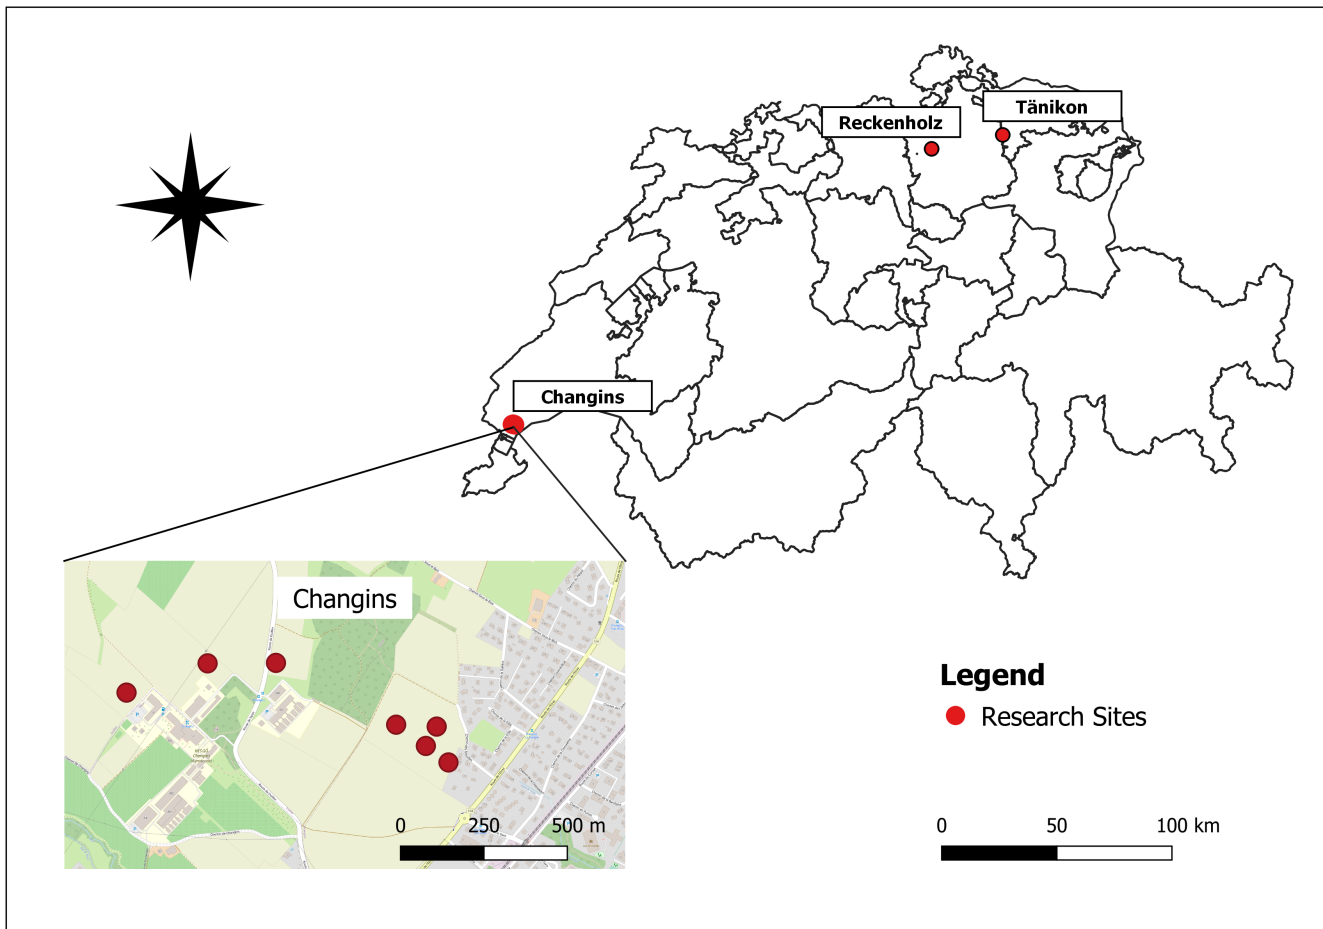 Tänikon
Reckenholz
Changins
Changins
Legend
Research Sites
0 250 500 m
0 50 100 km